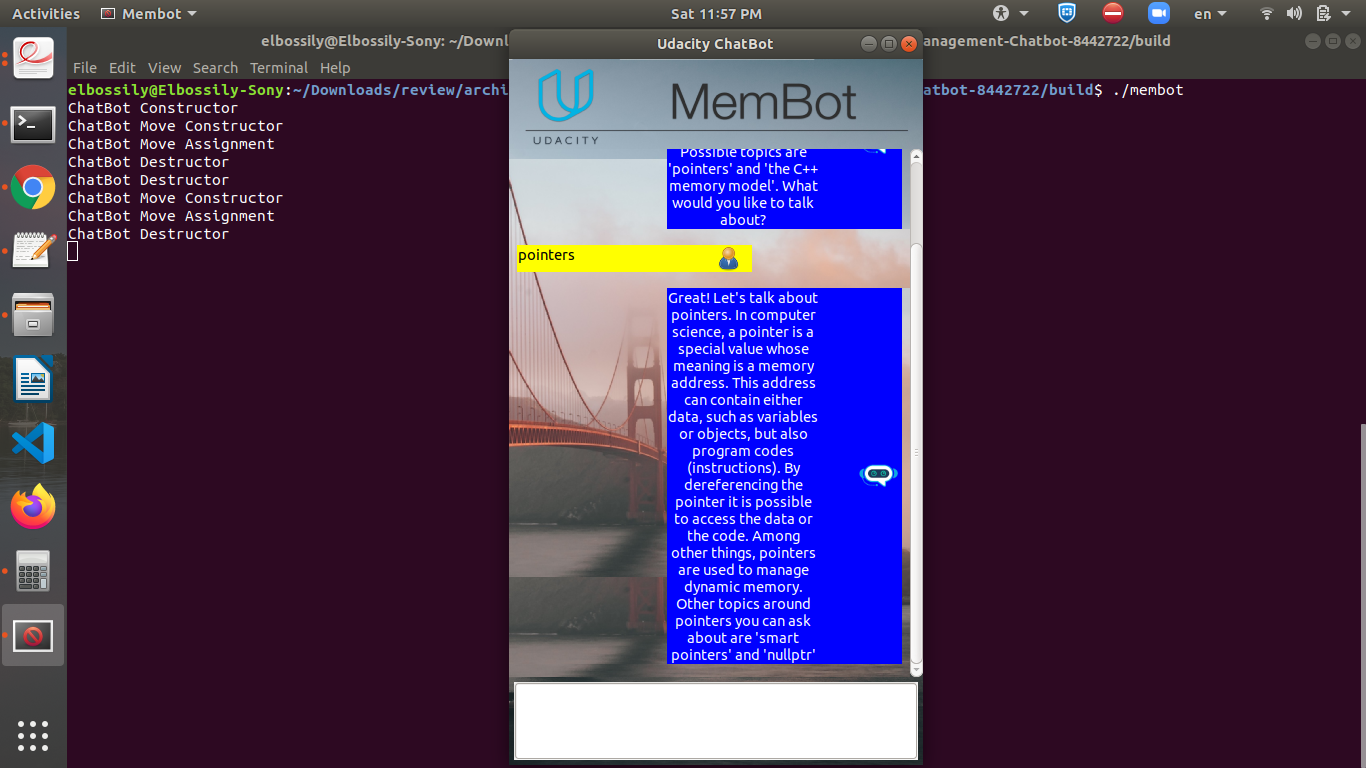 Activities
Membot
Sat 11:57 PM
en
elbossily@Elbossily-Sony: ~/Downl
anagement-Chatbot-8442722/build
Udacity ChatBot
File Edit View Search Terminal Help
elbossily@Elbossily-Sony:~/Downloads/review/archi
atbot-8442722/build$ ./membot
ChatBot Constructor
ChatBot Move Constructor
ChatBot Move Assignment
ChatBot Destructor
ChatBot Destructor
ChatBot Move Constructor
ChatBot Move Assignment
ChatBot Destructor
UDACITY
MemBot
Possible topics are
'pointers' and 'the C++
memory model'. What
would you like to talk
about?
pointers
Great! Let's talk about
pointers. In computer
science, a pointer is a
special value whose
meaning is a memory
address. This address
can contain either
data, such as variables
or objects, but also
program codes
(instructions). By
dereferencing the
pointer it is possible
to access the data or
the code. Among
other things, pointers
are used to manage
dynamic memory.
Other topics around
pointers you can ask
about are 'smart
pointers' and 'nullptr'